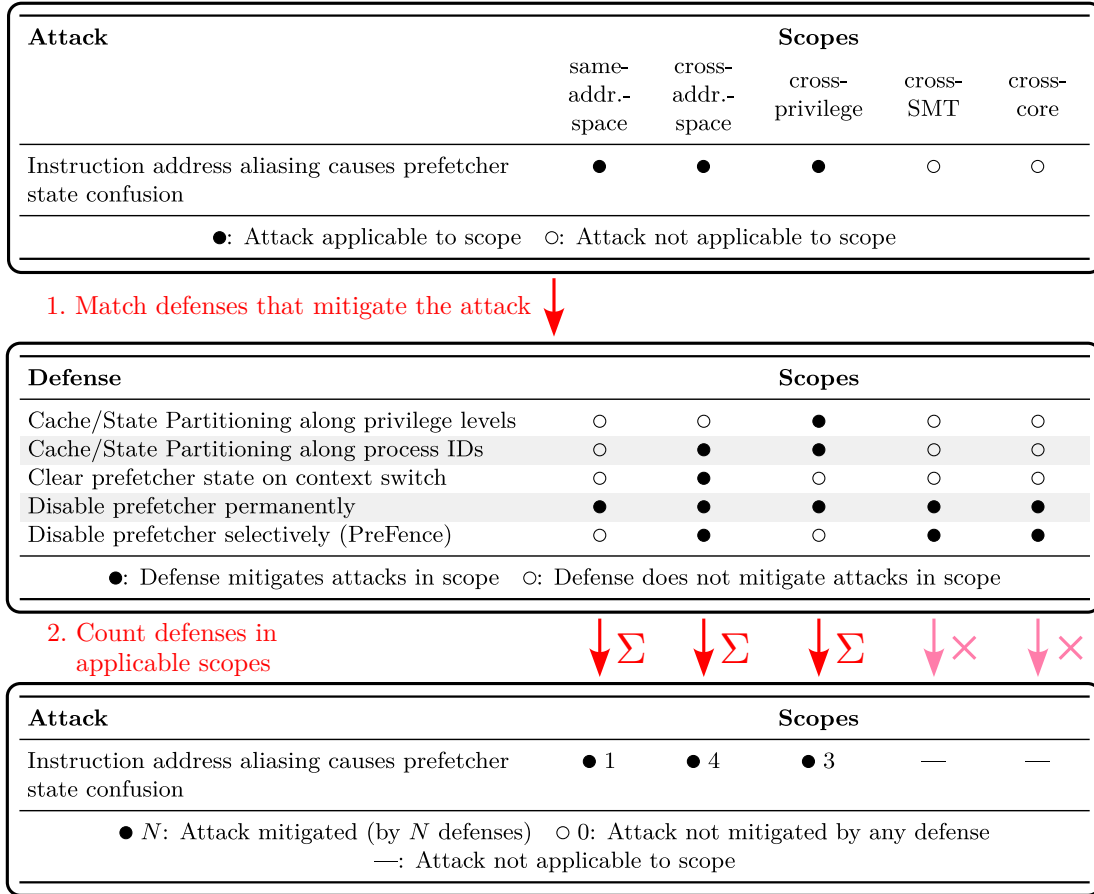 Attack Scopes
same-addr.-space cross-addr.-space cross-privilege cross-SMT cross-core
Instruction address aliasing causes prefetcher ● ● ● ○ ○
state confusion
●: Attack applicable to scope ○: Attack not applicable to scope
1. Match defenses that mitigate the attack
Defense Scopes
Cache/State Partitioning along privilege levels ○ ○ ● ○ ○
Cache/State Partitioning along process IDs ○ ● ● ○ ○
Clear prefetcher state on context switch ○ ● ○ ○ ○
Disable prefetcher permanently ● ● ● ● ●
Disable prefetcher selectively (PreFence) ○ ● ○ ● ●
●: Defense mitigates attacks in scope ○: Defense does not mitigate attacks in scope
2. Count defenses in
applicable scopes
Σ Σ Σ × ×
Attack Scopes
Instruction address aliasing causes prefetcher ● 1 ● 4 ● 3 — —
state confusion
● N: Attack mitigated (by N defenses) ○ 0: Attack not mitigated by any defense
—: Attack not applicable to scope